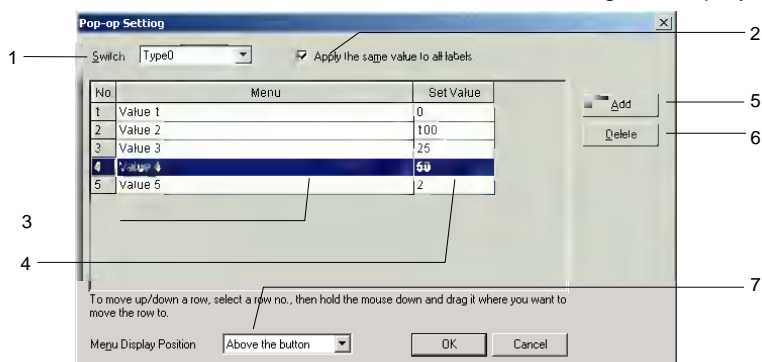 Pop-op Setting
2
1
Switch Type0 Apply the same value to all labels
No Menu Set Value
1 Value 1 0
2 Value 2 100
3 Value 3 25
4 Value 4 50
5 Value 5 2
Add 5
Delete 6
3
4
7
To move up/down a row, select a row no., then hold the mouse down and drag it where you want to
move the row to.
Menu Display Position Above the button OK Cancel